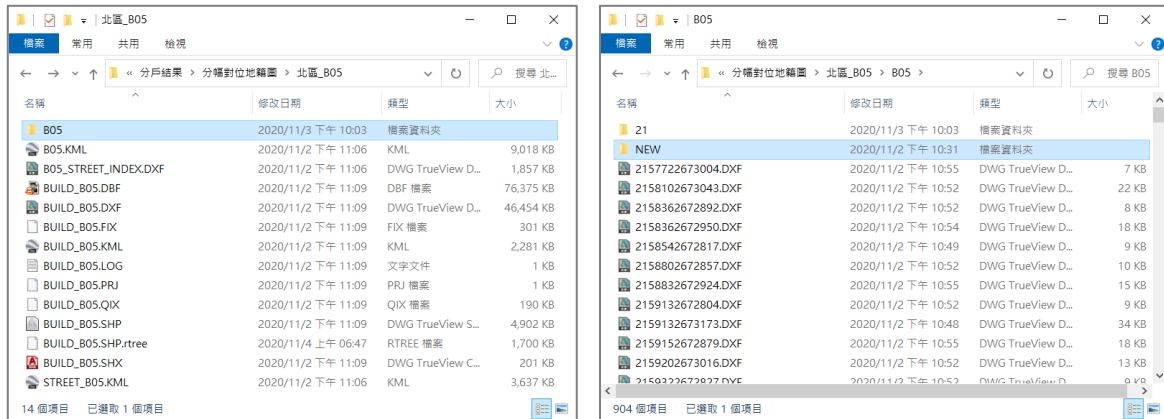 北區_B05
檔案 常用 共用 檢視
« 分戶結果 › 分幅對位地籍圖 › 北區_B05 搜尋 北...
名稱 修改日期 類型 大小
B05 2020/11/3 下午 10:03 檔案資料夾
B05.KML 2020/11/2 下午 11:06 KML 9,018 KB
B05_STREET_INDEX.DXF 2020/11/2 下午 11:06 DWG TrueView D... 1,857 KB
BUILD_B05.DBF 2020/11/2 下午 11:09 DBF 檔案 76,375 KB
BUILD_B05.DXF 2020/11/2 下午 11:09 DWG TrueView D... 46,454 KB
BUILD_B05.FIX 2020/11/2 下午 11:09 FIX 檔案 301 KB
BUILD_B05.KML 2020/11/2 下午 11:09 KML 2,281 KB
BUILD_B05.LOG 2020/11/2 下午 11:09 文字文件 1 KB
BUILD_B05.PRJ 2020/11/2 下午 11:09 PRJ 檔案 1 KB
BUILD_B05.QIX 2020/11/2 下午 11:09 QIX 檔案 190 KB
BUILD_B05.SHP 2020/11/2 下午 11:09 DWG TrueView S... 4,902 KB
BUILD_B05.SHP.rtree 2020/11/4 上午 06:47 RTREE 檔案 1,700 KB
BUILD_B05.SHX 2020/11/2 下午 11:09 DWG TrueView C... 201 KB
STREET_B05.KML 2020/11/2 下午 11:06 KML 3,637 KB
14 個項目 已選取 1 個項目
B05
檔案 常用 共用 檢視
« 分幅對位地籍圖 › 北區_B05 › B05 › 搜尋 B05
名稱 修改日期 類型 大小
21 2020/11/3 下午 10:03 檔案資料夾
NEW 2020/11/2 下午 10:31 檔案資料夾
2157722673004.DXF 2020/11/2 下午 10:55 DWG TrueView D... 7 KB
2158102673043.DXF 2020/11/2 下午 10:52 DWG TrueView D... 22 KB
2158362672892.DXF 2020/11/2 下午 10:52 DWG TrueView D... 8 KB
2158362672950.DXF 2020/11/2 下午 10:54 DWG TrueView D... 18 KB
2158542672817.DXF 2020/11/2 下午 10:49 DWG TrueView D... 9 KB
2158802672857.DXF 2020/11/2 下午 10:52 DWG TrueView D... 10 KB
2158832672924.DXF 2020/11/2 下午 10:55 DWG TrueView D... 15 KB
2159132672804.DXF 2020/11/2 下午 10:52 DWG TrueView D... 9 KB
2159132673173.DXF 2020/11/2 下午 10:48 DWG TrueView D... 34 KB
2159152672879.DXF 2020/11/2 下午 10:55 DWG TrueView D... 18 KB
2159202673016.DXF 2020/11/2 下午 10:52 DWG TrueView D... 13 KB
2159322672827.DXF 2020/11/2 下午 10:52 DWG TrueView D... 9 KB
904 個項目 已選取 1 個項目